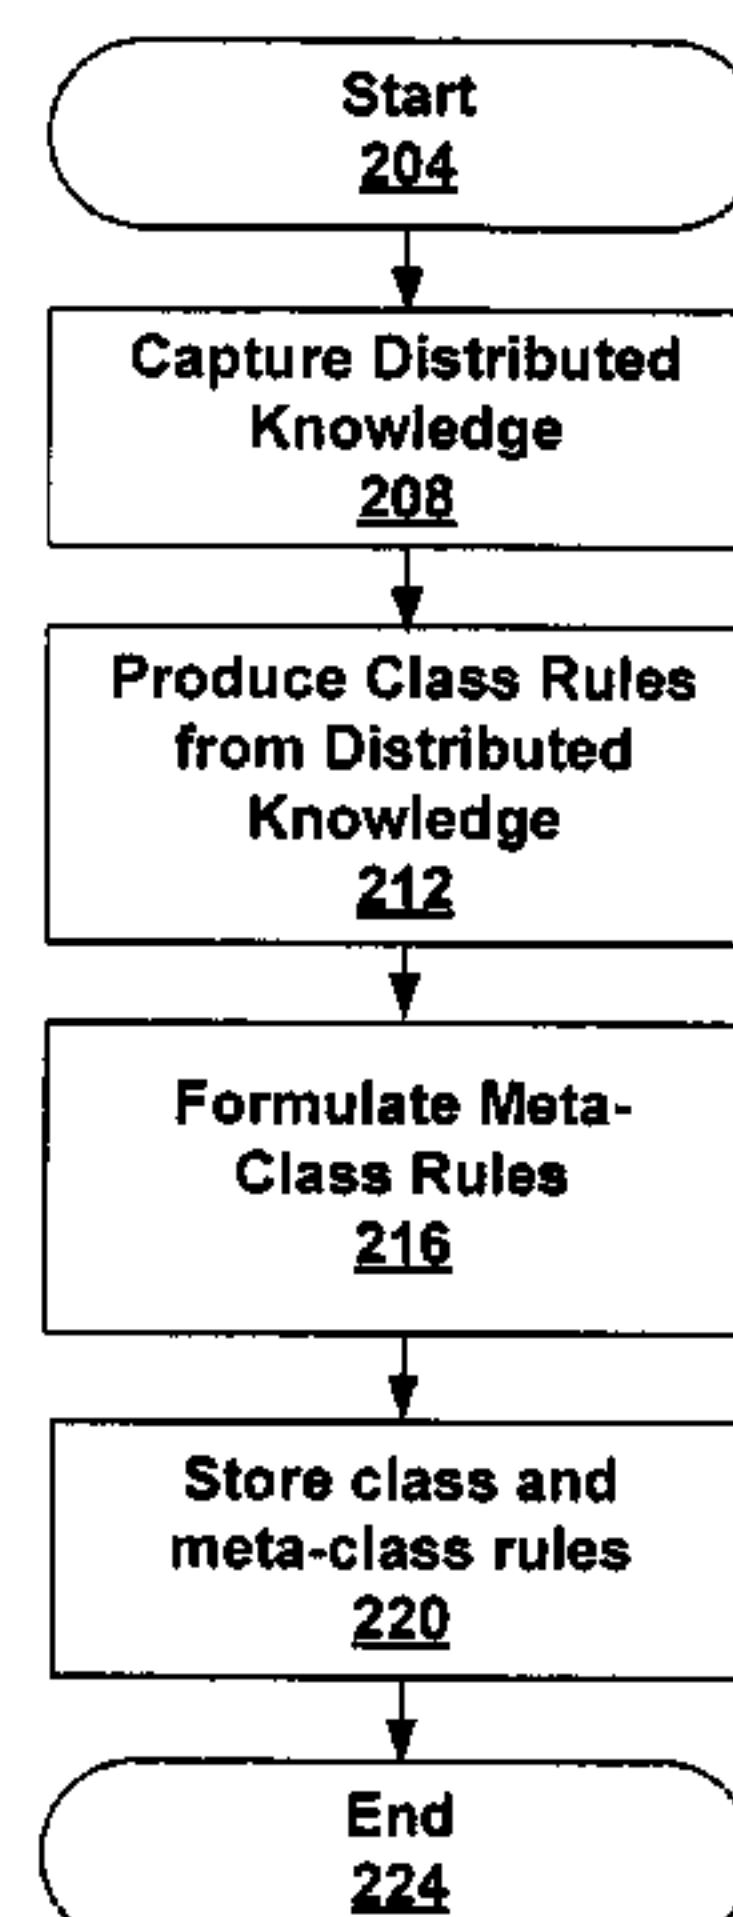 Start
204
Capture Distributed
Knowledge
208
Produce Class Rules
from Distributed
Knowledge
212
Formulate Meta-
Class Rules
216
Store class and
meta-class rules
220
End
224